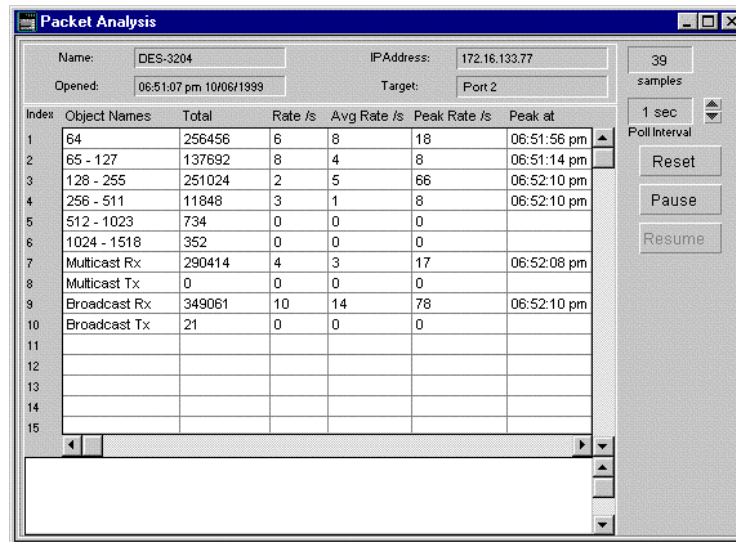 Packet Analysis
Name: DES-3204 IPAddress: 172.16.133.77
Opened: 06:51:07 pm 10/06/1999 Target: Port 2
39
samples
1 sec
Poll Interval
Reset
Pause
Resume
Index Object Names Total Rate /s Avg Rate /s Peak Rate /s Peak at
1 64 256456 6 8 18 06:51:56 pm
2 65 - 127 137692 8 4 8 06:51:14 pm
3 128 - 255 251024 2 5 66 06:52:10 pm
4 256 - 511 11848 3 1 8 06:52:10 pm
5 512 - 1023 734 0 0 0
6 1024 - 1518 352 0 0 0
7 Multicast Rx 290414 4 3 17 06:52:08 pm
8 Multicast Tx 0 0 0 0
9 Broadcast Rx 349061 10 14 78 06:52:10 pm
10 Broadcast Tx 21 0 0 0
11
12
13
14
15